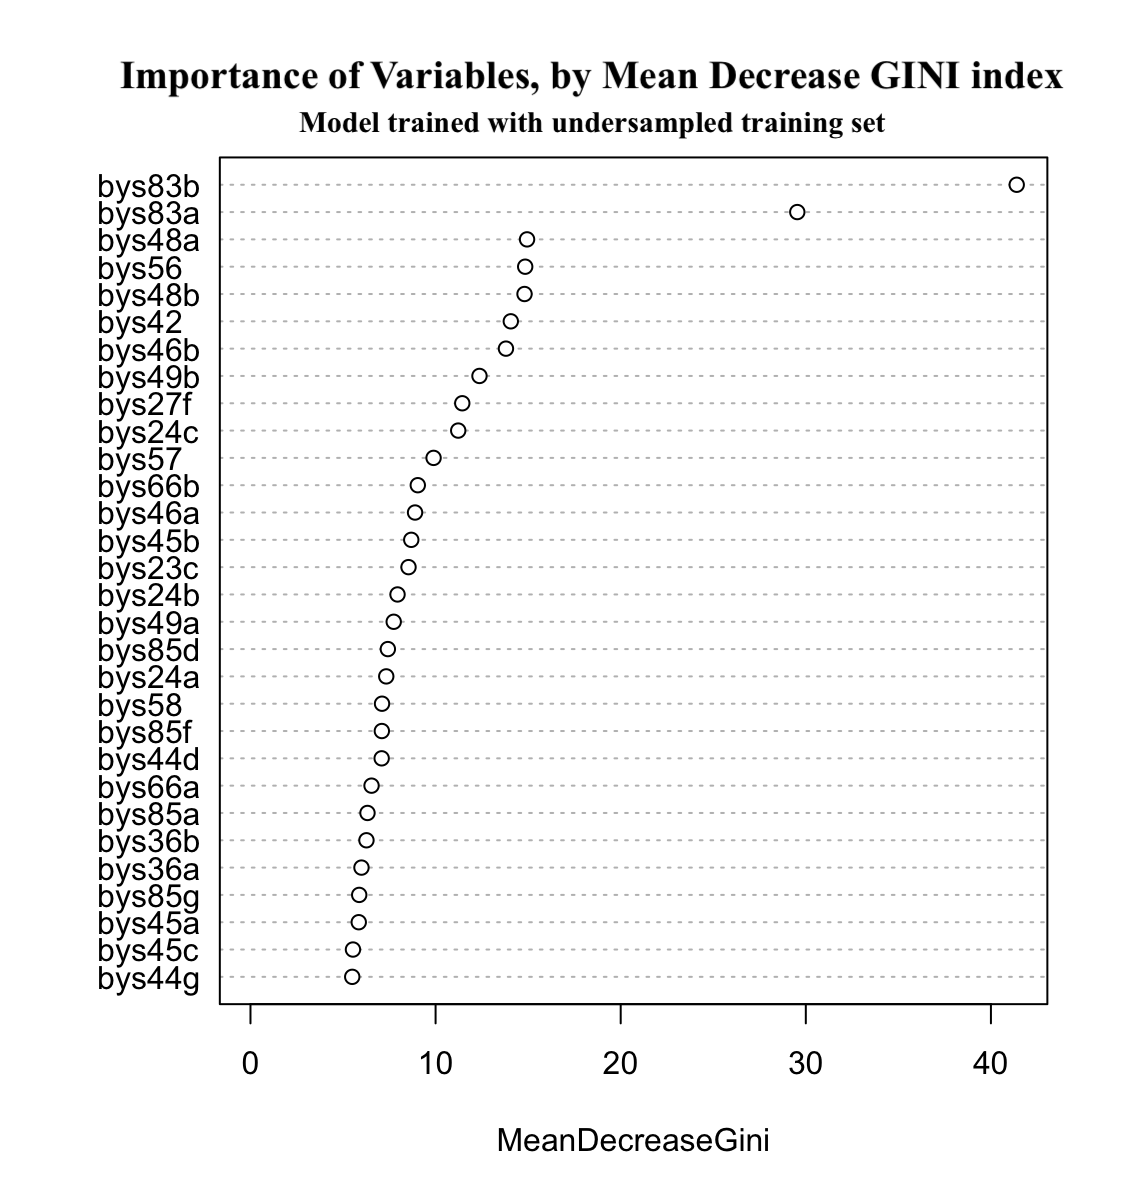 Importance of Variables, by Mean Decrease GINI index
Model trained with undersampled training set
bys83b
bys83a
bys48a
bys56
bys48b
bys42
bys46b
bys49b
bys27f
bys24c
bys57
bys66b
bys46a
bys45b
bys23c
bys24b
bys49a
bys85d
bys24a
bys58
bys85f
bys44d
bys66a
bys85a
bys36b
bys36a
bys85g
bys45a
bys45c
bys44g
0 10 20 30 40
MeanDecreaseGini